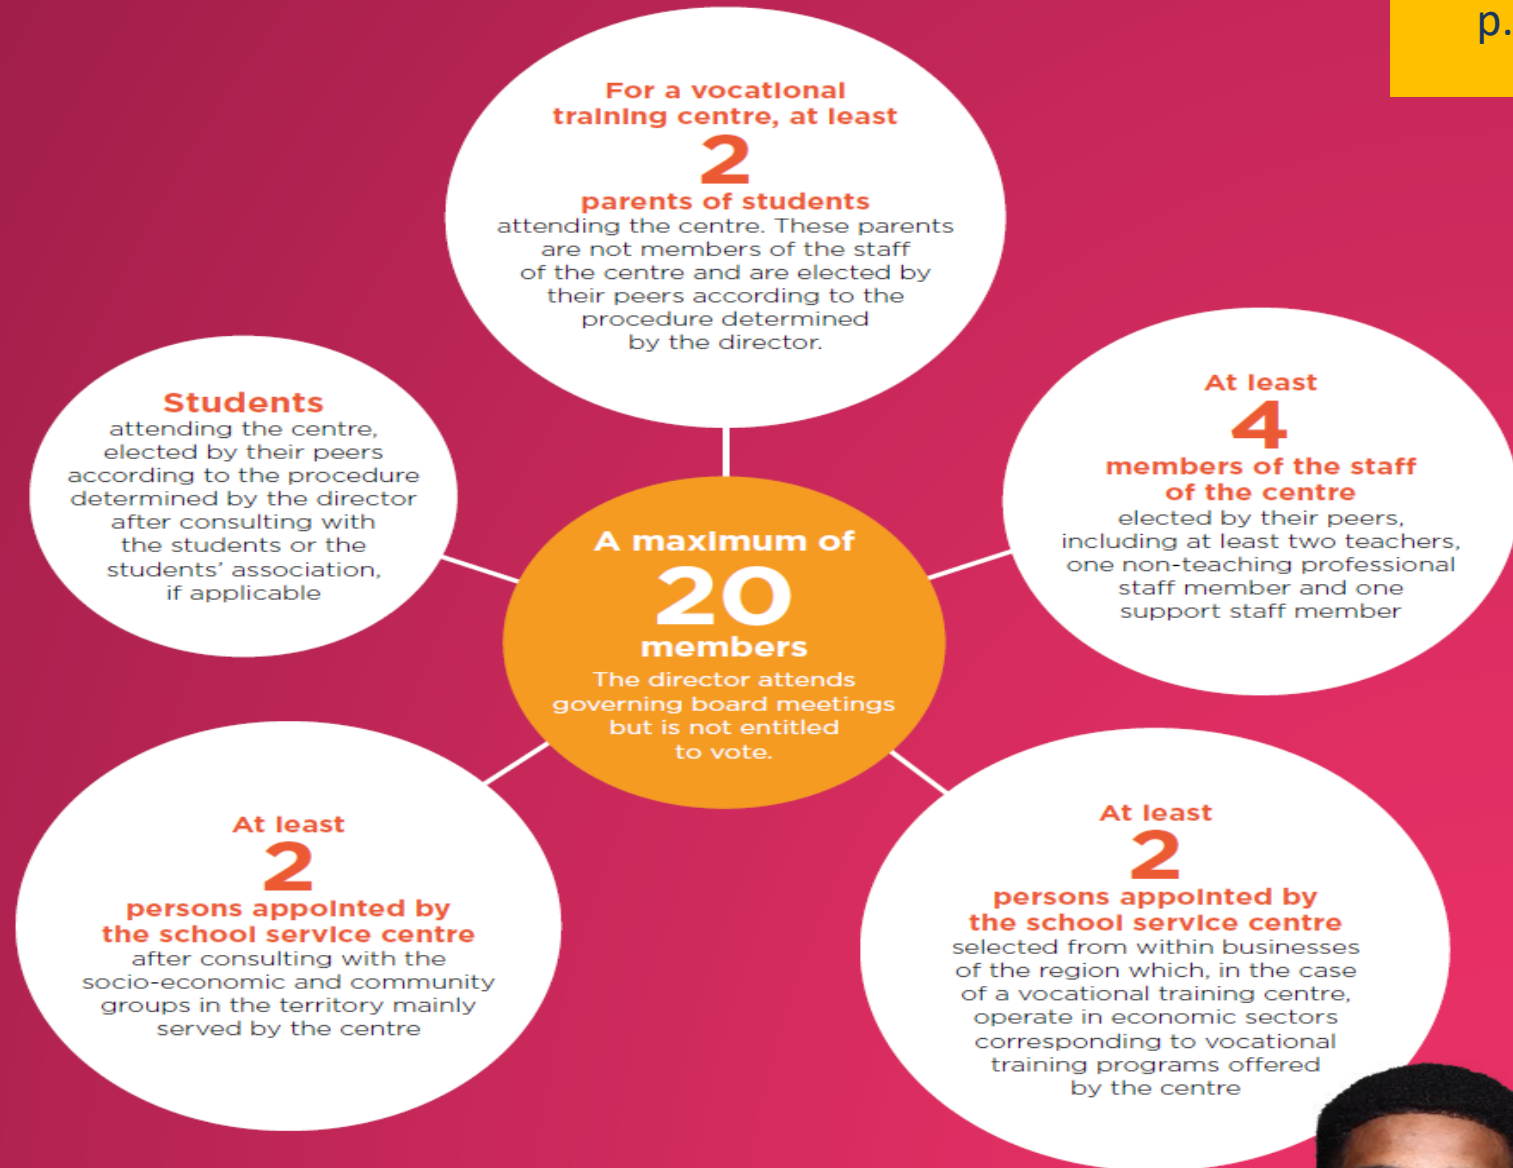 p.
For a vocational
training centre, at least
2
parents of students
attending the centre. These parents
are not members of the staff
of the centre and are elected by
their peers according to the
procedure determined
by the director.
Students
attending the centre,
elected by their peers
according to the procedure
determined by the director
after consulting with
the students or the
students’ association,
if applicable
At least
4
members of the staff
of the centre
elected by their peers,
including at least two teachers,
one non-teaching professional
staff member and one
support staff member
A maximum of
20
members
The director attends
governing board meetings
but is not entitled
to vote.
At least
2
persons appointed by
the school service centre
after consulting with the
socio-economic and community
groups in the territory mainly
served by the centre
At least
2
persons appointed by
the school service centre
selected from within businesses
of the region which, in the case
of a vocational training centre,
operate in economic sectors
corresponding to vocational
training programs offered
by the centre